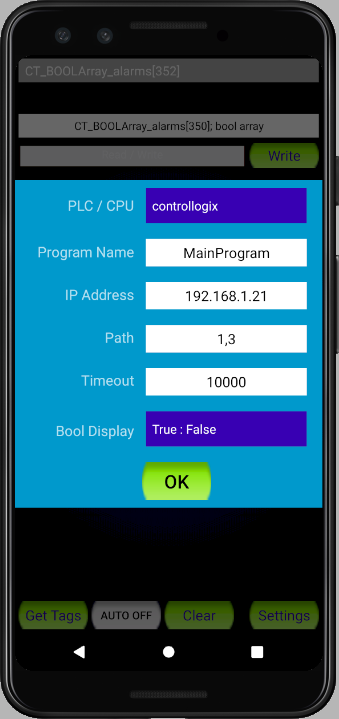 CT_BOOLArray_alarms[352]
CT_BOOLArray_alarms[350]; bool array
Write
PLC / CPU controllogix
Program Name MainProgram
IP Address 192.168.1.21
Path 1,3
Timeout 10000
Bool Display True : False
OK
Get Tags AUTO OFF Clear Settings